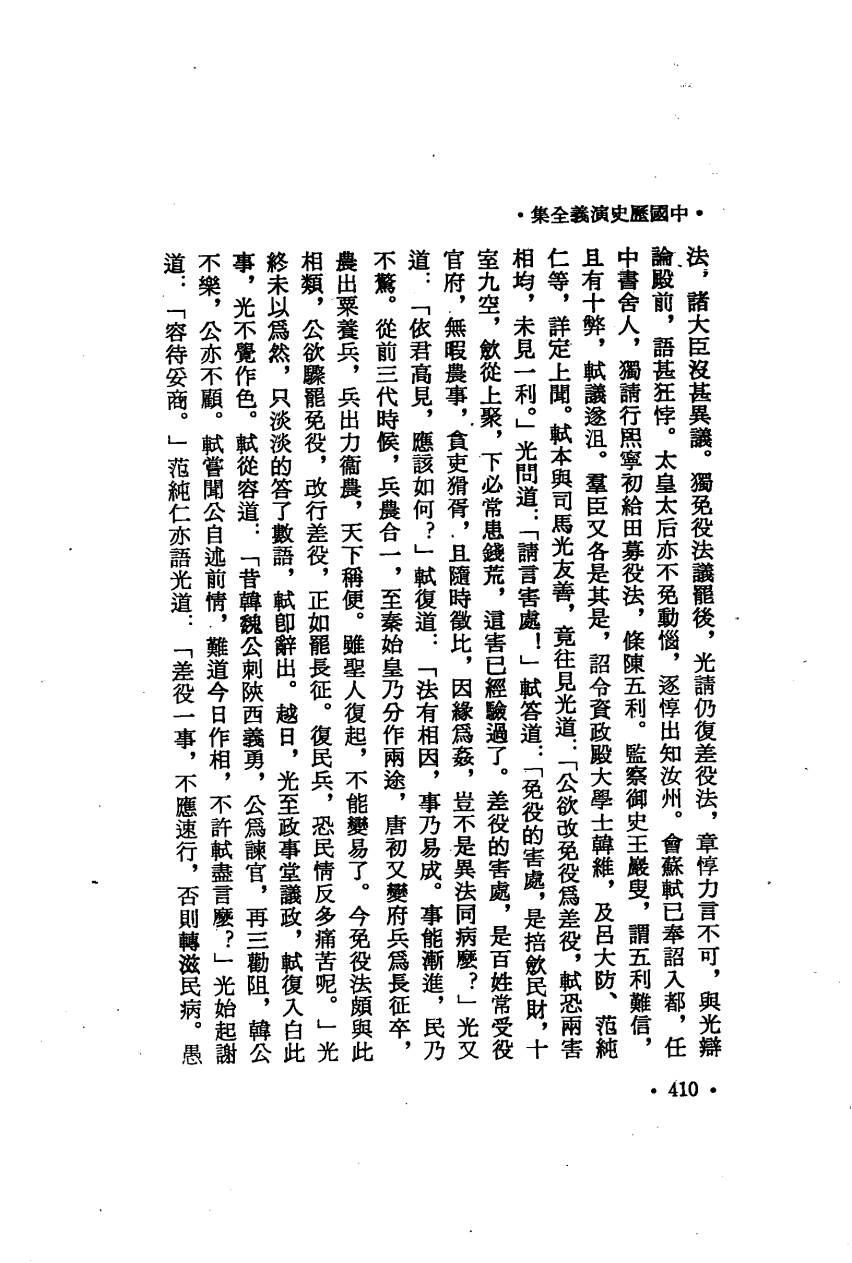 •中國歷史演義全集•
法，諸大臣沒甚異議。獨免役法議罷後，光請仍復差役法，章惇力言不可，與光辯
論殿前，語甚狂悖。太皇太后亦不免動惱，逐惇出知汝州。會蘇軾已奉詔入都，任
中書舍人，獨請行熙寧初給田募役法，條陳五利。監察御史王巖叟，謂五利難信，
且有十弊，軾議遂沮。羣臣又各是其是，詔令資政殿大學士韓維，及呂大防、范純
仁等，詳定上聞。軾本與司馬光友善，竟往見光道：「公欲改免役爲差役，軾恐兩害
相均，未見一利。」光問道：「請言害處！」軾答道：「免役的害處，是掊歛民財，十
室九空，歛從上聚，下必常患錢荒，這害已經驗過了。差役的害處，是百姓常受役
官府，無暇農事，貪吏猾胥，且隨時徵比，因緣爲姦，豈不是異法同病麼？」光又
道：「依君高見，應該如何？」軾復道：「法有相因，事乃易成。事能漸進，民乃
不驚。從前三代時候，兵農合一，至秦始皇乃分作兩途，唐初又變府兵爲長征卒，
農出粟養兵，兵出力衞農，天下稱便。雖聖人復起，不能變易了。今免役法頗與此
相類，公欲驟罷免役，改行差役，正如罷長征。復民兵，恐民情反多痛苦呢。」光
終未以爲然，只淡淡的答了數語，軾卽辭出。越日，光至政事堂議政，軾復入白此
事，光不覺作色。軾從容道：「昔韓魏公刺陝西義勇，公爲諫官，再三勸阻，韓公
不樂，公亦不顧。軾嘗聞公自述前情，難道今日作相，不許軾盡言麼？」光始起謝
道：「容待妥商。」范純仁亦語光道：「差役一事，不應速行，否則轉滋民病。愚
•410•